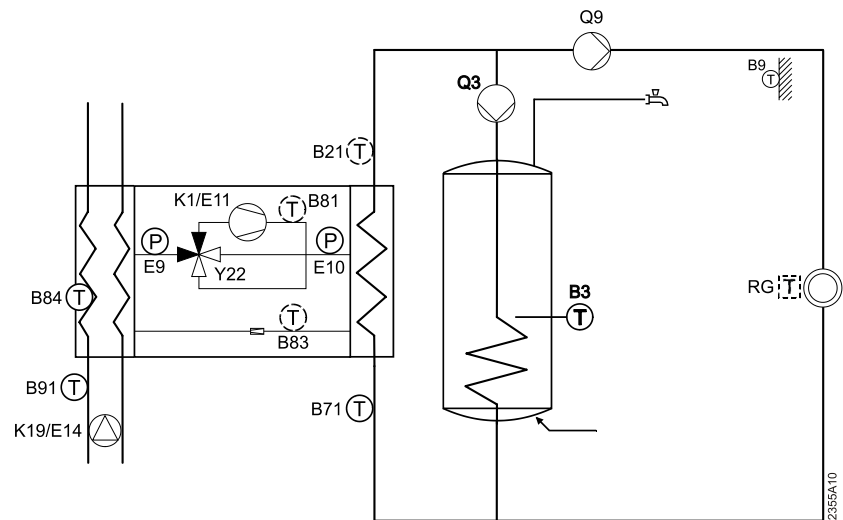 Q9
B9 T
Q3
B21 T
K1/E11
T B81
P
P
E9
Y22
E10
B84 T
T
B83
B3
T
RG T
B91 T
B71 T
K19/E14
2355A10